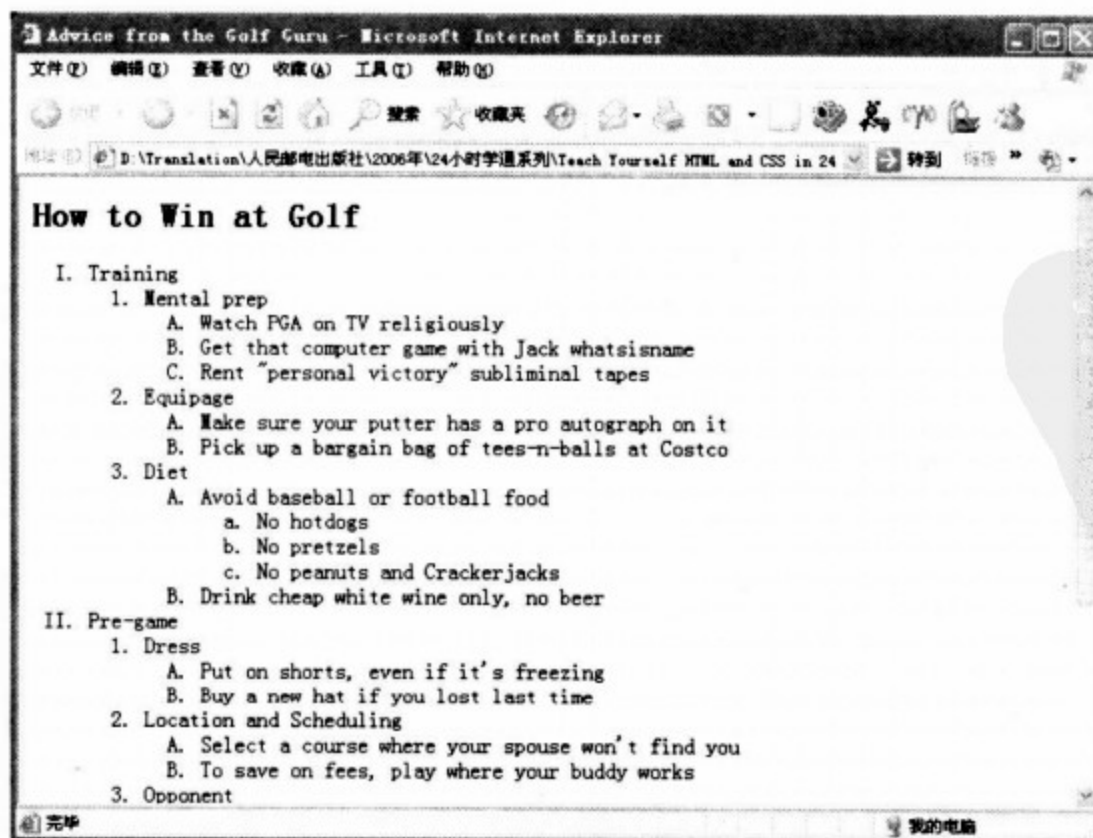 Advice from the Golf Guru - Microsoft Internet Explorer
文件(F) 编辑(E) 查看(V) 收藏(A) 工具(T) 帮助(H)
搜索 收藏夹
地址(D) D:\Translation\人民邮电出版社\2006年\24小时学通系列\Teach Yourself HTML and CSS in 24 转到 »
How to Win at Golf
I. Training
1. Mental prep
A. Watch PGA on TV religiously
B. Get that computer game with Jack whatsisname
C. Rent "personal victory" subliminal tapes
2. Equipage
A. Make sure your putter has a pro autograph on it
B. Pick up a bargain bag of tees-n-balls at Costco
3. Diet
A. Avoid baseball or football food
a. No hotdogs
b. No pretzels
c. No peanuts and Crackerjacks
B. Drink cheap white wine only, no beer
II. Pre-game
1. Dress
A. Put on shorts, even if it's freezing
B. Buy a new hat if you lost last time
2. Location and Scheduling
A. Select a course where your spouse won't find you
B. To save on fees, play where your buddy works
3. Opponent
完毕 我的电脑